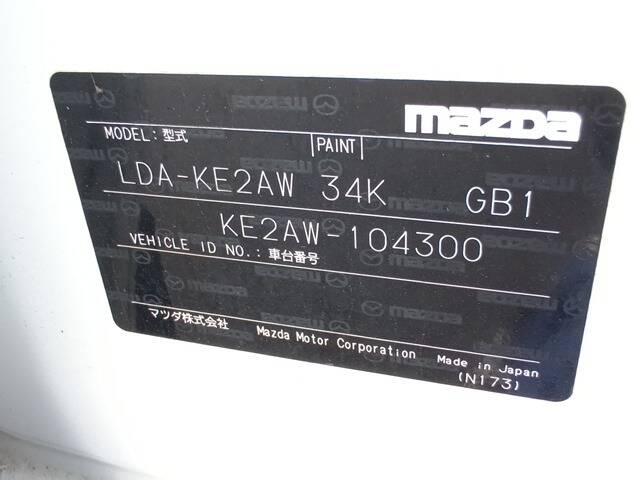 mazda
MODEL: 型式 PAINT
LDA-KE2AW 34K GB1
KE2AW-104300
VEHICLE ID NO.: 車台番号
マツダ株式会社 Mazda Motor Corporation Made in Japan
(N173)